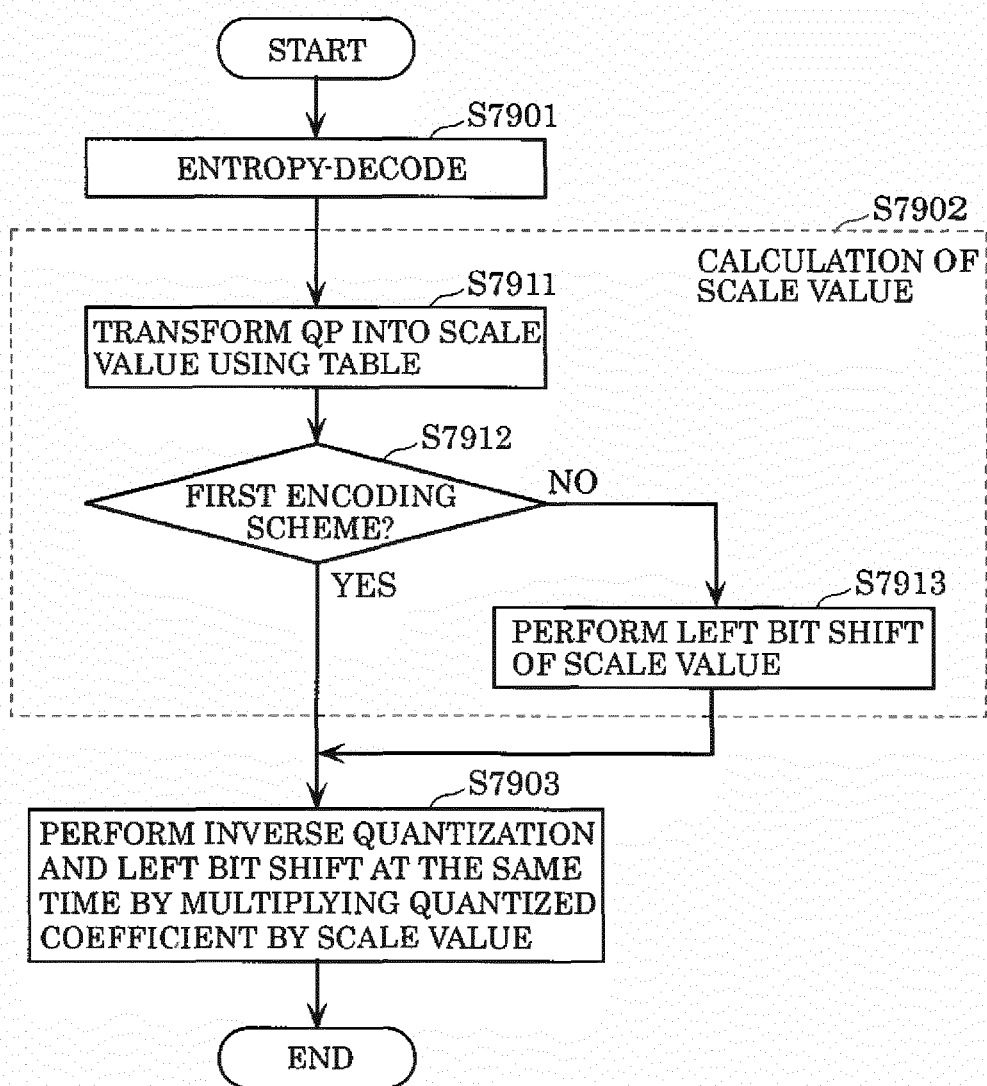 START
S7901
ENTROPY-DECODE
S7902
CALCULATION OF
SCALE VALUE
S7911
TRANSFORM QP INTO SCALE
VALUE USING TABLE
S7912
FIRST ENCODING
SCHEME?
NO
YES
S7913
PERFORM LEFT BIT SHIFT
OF SCALE VALUE
S7903
PERFORM INVERSE QUANTIZATION
AND LEFT BIT SHIFT AT THE SAME
TIME BY MULTIPLYING QUANTIZED
COEFFICIENT BY SCALE VALUE
END